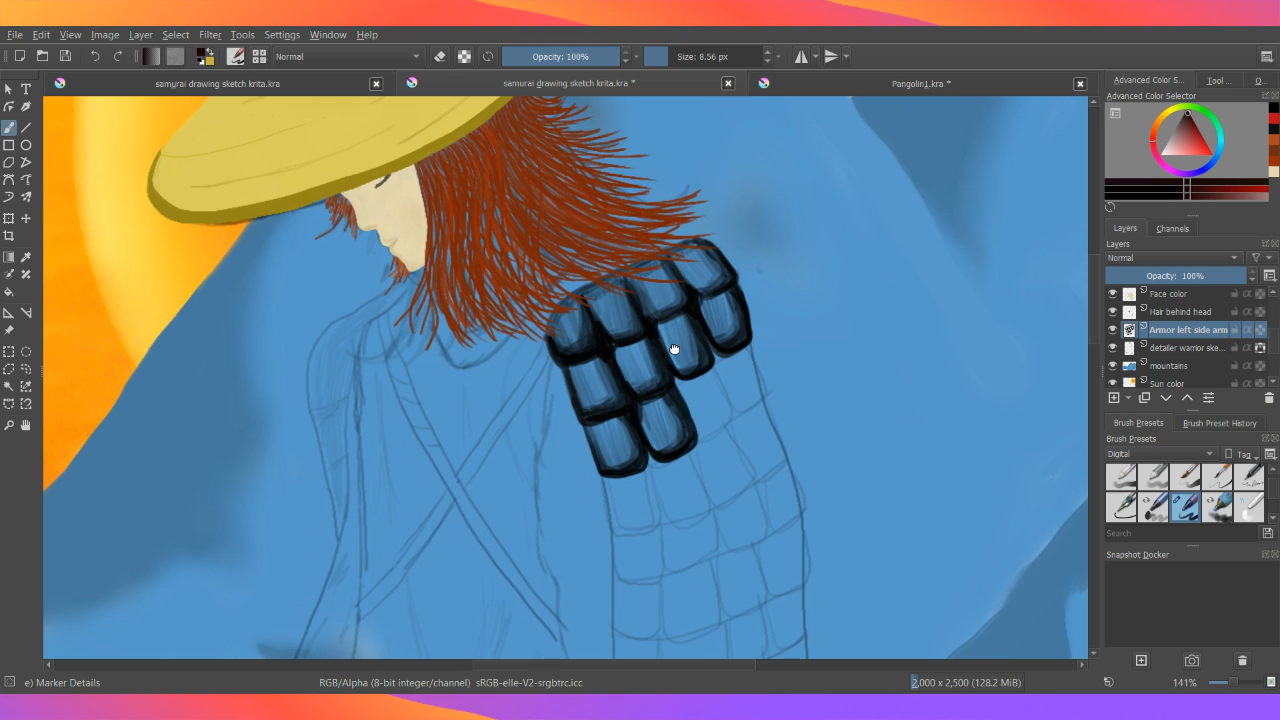 File Edit View Image Layer Select Filter Tools Settings Windows Help
Normal Opacity: 100% Size: 8.56 px
samurai drawing sketch krita.kra samurai drawing sketch krita.kra * Pangolin1.kra *
Advanced Color S... Tool ... O...
Advanced Color Selector
Layers Channels
Layers
Normal
Opacity: 100%
Face color
Hair behind head
Armor left side arm
detailer warrior ske...
mountains
Sun color
Brush Presets Brush Preset History
Brush Presets
Digital Tag
Search
Snapshot Docker
e) Marker Details RGB/Alpha (8-bit integer/channel) sRGB-elle-V2-srgbtrc.icc 2,000 x 2,500 (128.2 MiB) 141%